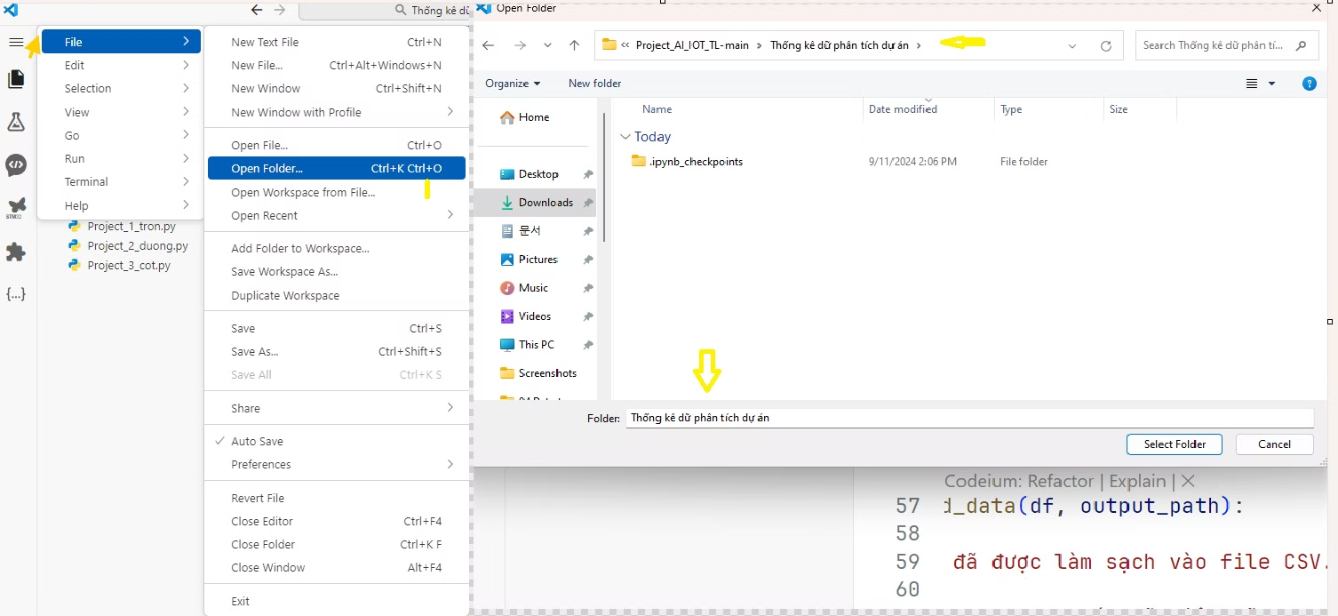 Thống kê dữ
File
Edit
Selection
View
Go
Run
Terminal
Help
Project_1_tron.py
Project_2_duong.py
Project_3_cot.py
STM32
{...}
New Text File Ctrl+N
New File... Ctrl+Alt+Windows+N
New Window Ctrl+Shift+N
New Window with Profile
Open File... Ctrl+O
Open Folder... Ctrl+K Ctrl+O
Open Workspace from File...
Open Recent
Add Folder to Workspace...
Save Workspace As...
Duplicate Workspace
Save Ctrl+S
Save As... Ctrl+Shift+S
Save All Ctrl+K S
Share
Auto Save
Preferences
Revert File
Close Editor Ctrl+F4
Close Folder Ctrl+K F
Close Window Alt+F4
Exit
Open Folder
« Project_AI_IOT_TL-main › Thống kê dữ phân tích dự án ›
Search Thống kê dữ phân tí...
Organize
New folder
Home
Desktop
Downloads
문서
Pictures
Music
Videos
This PC
Screenshots
Name Date modified Type Size
Today
.ipynb_checkpoints 9/11/2024 2:06 PM File folder
Folder: Thống kê dữ phân tích dự án
Select Folder Cancel
Codeium: Refactor | Explain | ×
57 d_data(df, output_path):
58
59 đã được làm sạch vào file CSV.
60